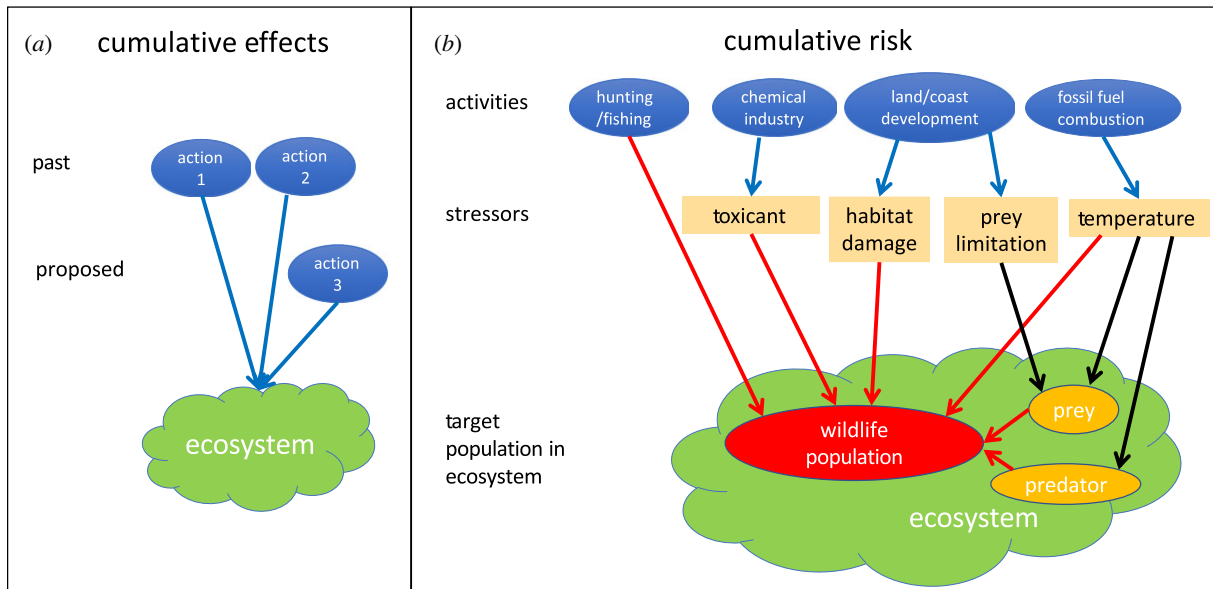 (a) cumulative effects
past
action
1
action
2
proposed
action
3
ecosystem
(b) cumulative risk
activities
hunting
/fishing
chemical
industry
land/coast
development
fossil fuel
combustion
stressors
toxicant
habitat
damage
prey
limitation
temperature
target
population in
ecosystem
wildlife
population
prey
predator
ecosystem